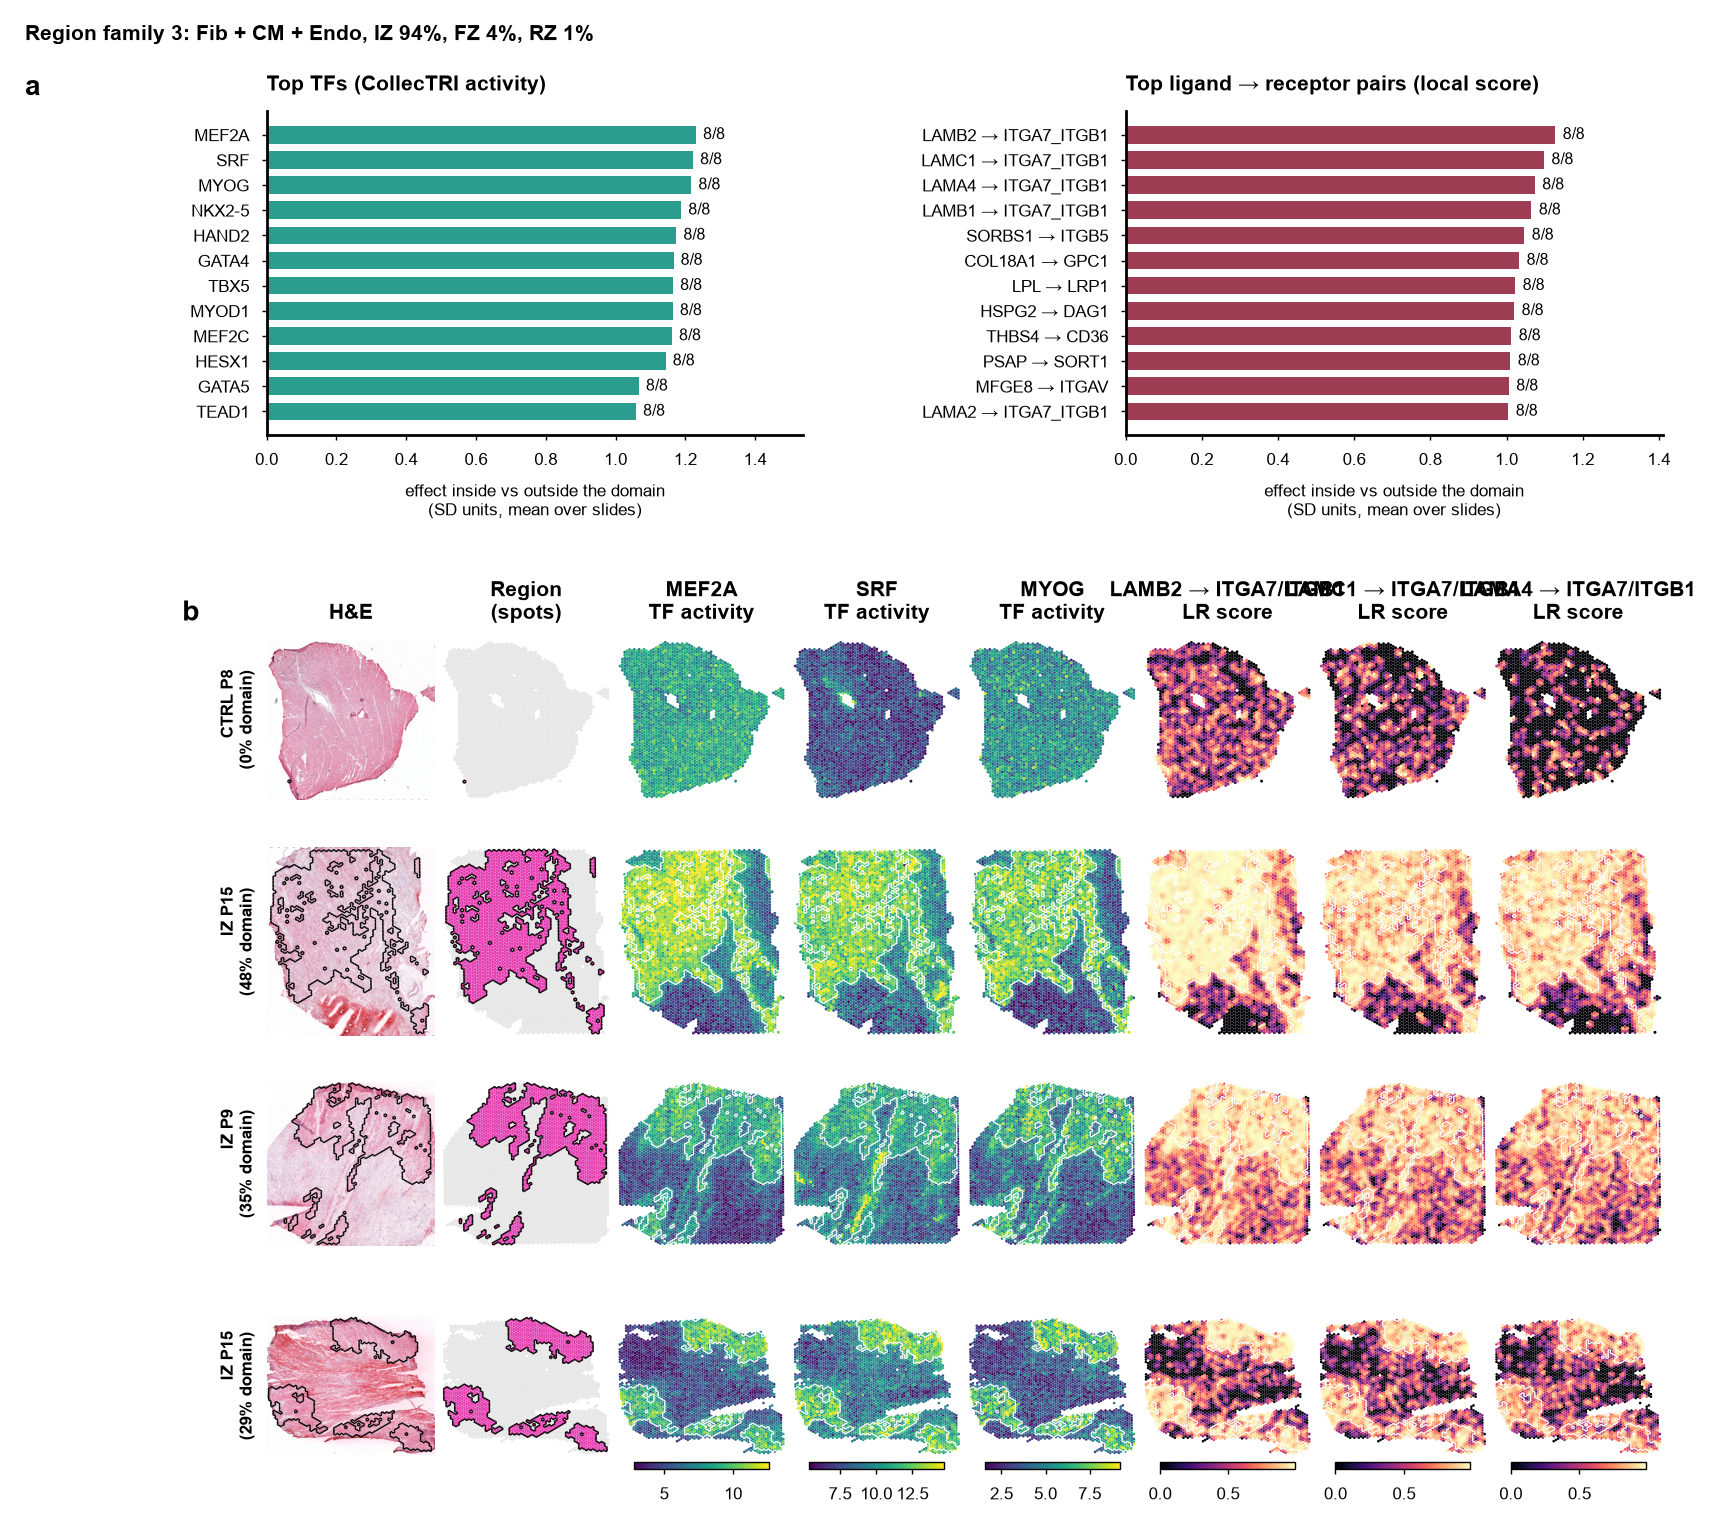 Region family 3: Fib + CM + Endo, IZ 94%, FZ 4%, RZ 1%
a
Top TFs (CollecTRI activity)
MEF2A 8/8
SRF 8/8
MYOG 8/8
NKX2-5 8/8
HAND2 8/8
GATA4 8/8
TBX5 8/8
MYOD1 8/8
MEF2C 8/8
HESX1 8/8
GATA5 8/8
TEAD1 8/8
0.0 0.2 0.4 0.6 0.8 1.0 1.2 1.4
effect inside vs outside the domain
(SD units, mean over slides)
Top ligand → receptor pairs (local score)
LAMB2 → ITGA7_ITGB1 8/8
LAMC1 → ITGA7_ITGB1 8/8
LAMA4 → ITGA7_ITGB1 8/8
LAMB1 → ITGA7_ITGB1 8/8
SORBS1 → ITGB5 8/8
COL18A1 → GPC1 8/8
LPL → LRP1 8/8
HSPG2 → DAG1 8/8
THBS4 → CD36 8/8
PSAP → SORT1 8/8
MFGE8 → ITGAV 8/8
LAMA2 → ITGA7_ITGB1 8/8
0.0 0.2 0.4 0.6 0.8 1.0 1.2 1.4
effect inside vs outside the domain
(SD units, mean over slides)
b
H&E
Region
(spots)
MEF2A
TF activity
SRF
TF activity
MYOG
TF activity
LAMB2 → ITGA7/ITGB1
LR score
LAMC1 → ITGA7/ITGB1
LR score
LAMA4 → ITGA7/ITGB1
LR score
CTRL P8
(0% domain)
IZ P15
(48% domain)
IZ P9
(35% domain)
IZ P15
(29% domain)
5 10
7.5 10.0 12.5
2.5 5.0 7.5
0.0 0.5
0.0 0.5
0.0 0.5